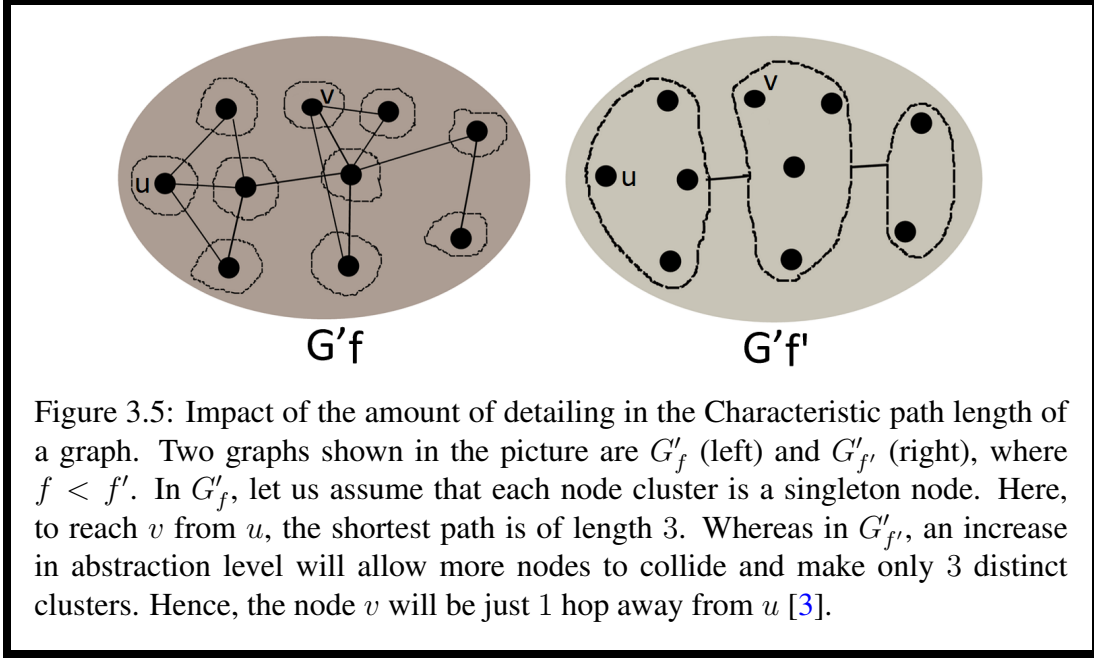 v
u
v
u
G'f
G'f'
Figure 3.5: Impact of the amount of detailing in the Characteristic path length of
a graph. Two graphs shown in the picture are G′_f (left) and G′_{f′} (right), where
f < f′. In G′_f, let us assume that each node cluster is a singleton node. Here,
to reach v from u, the shortest path is of length 3. Whereas in G′_{f′}, an increase
in abstraction level will allow more nodes to collide and make only 3 distinct
clusters. Hence, the node v will be just 1 hop away from u [3].